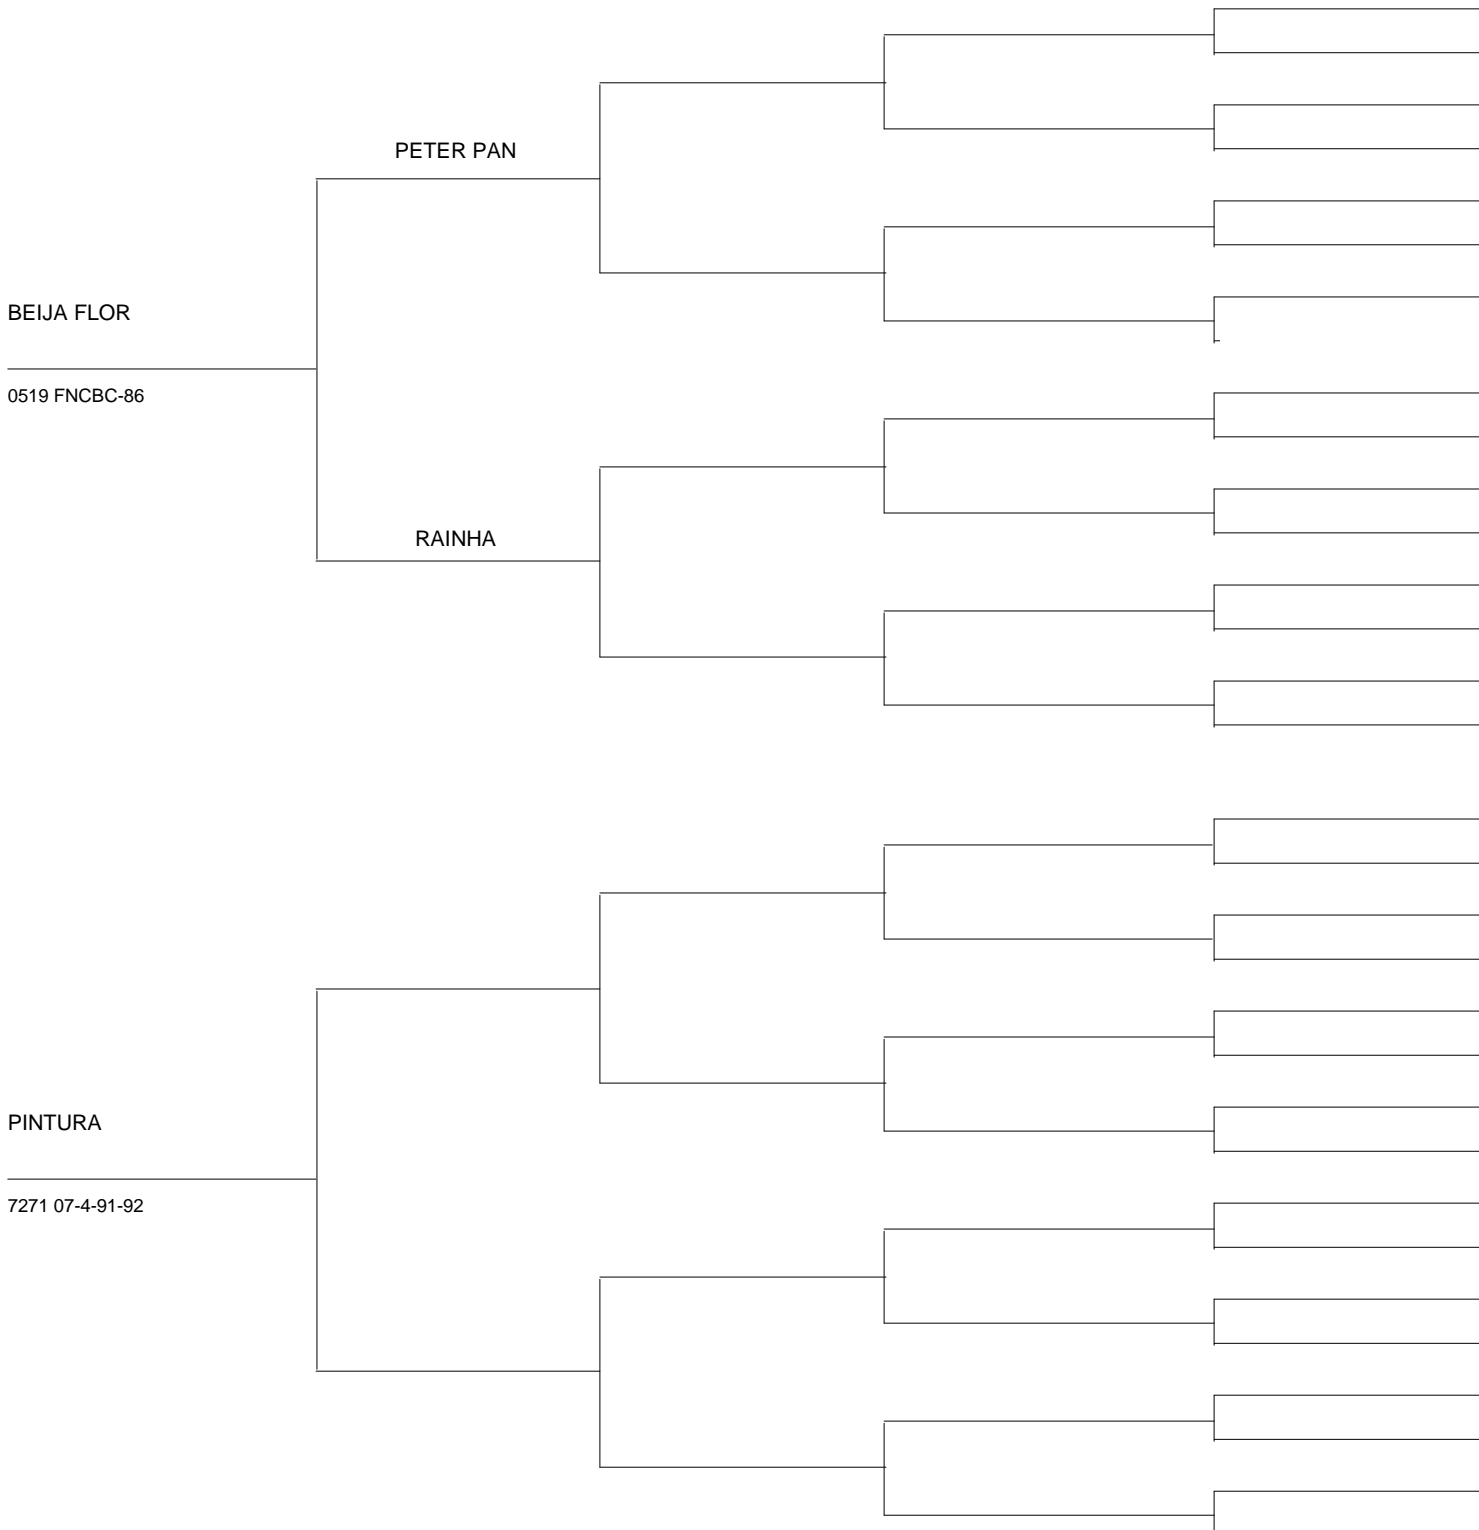 PETER PAN
BEIJA FLOR
0519 FNCBC-86
RAINHA
PINTURA
7271 07-4-91-92